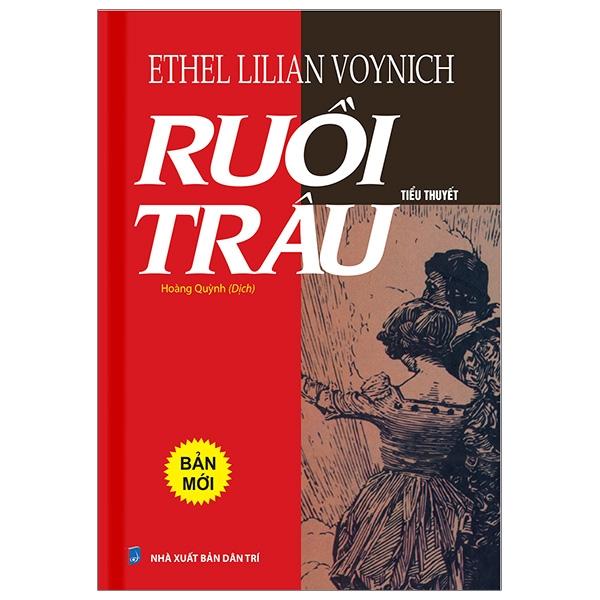 ETHEL LILIAN VOYNICH
RUỒI
TIỂU THUYẾT
TRÂU
Hoàng Quỳnh (Dịch)
BẢN
MỚI
NHÀ XUẤT BẢN DÂN TRÍ